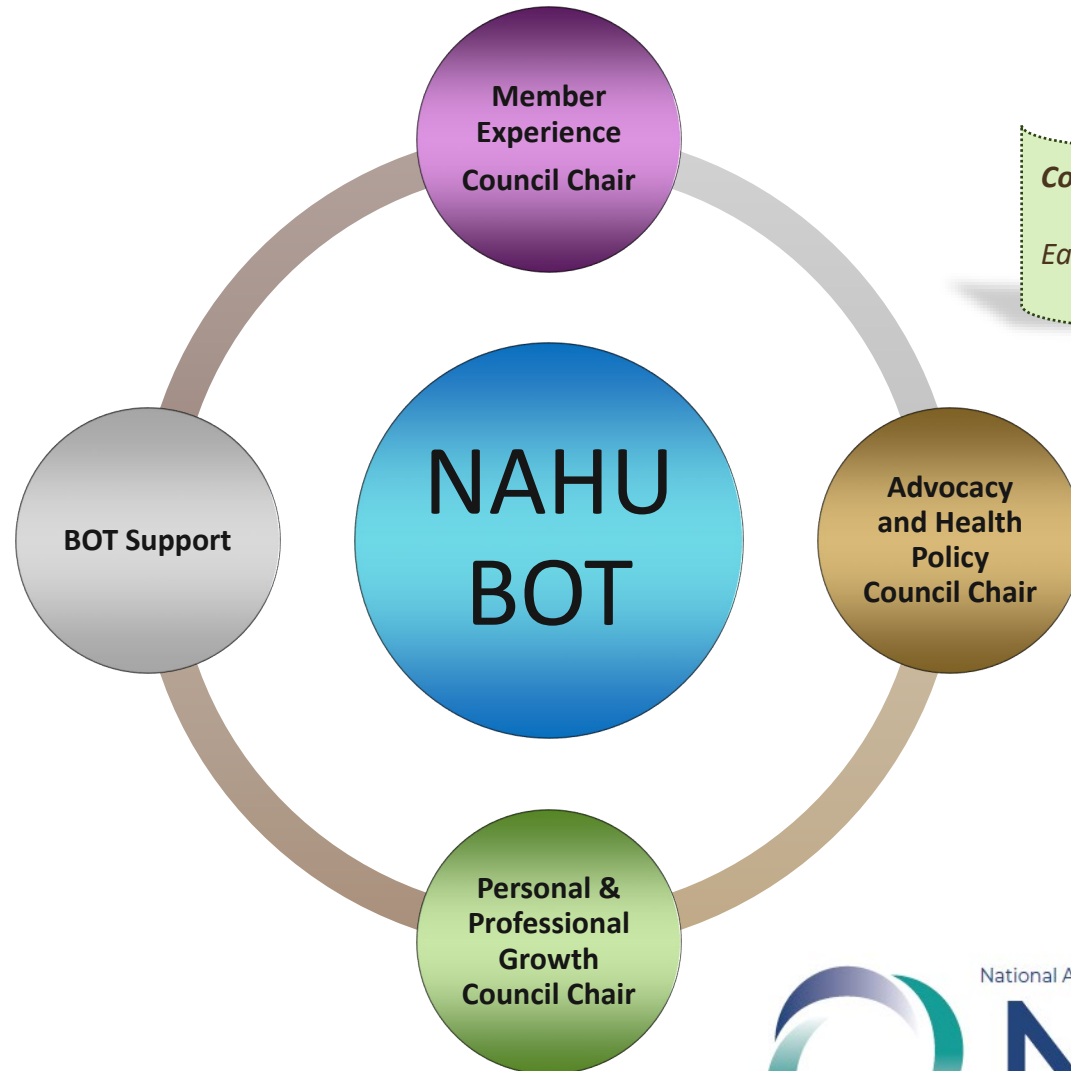 Member
Experience
Council Chair
NAHU
BOT
BOT Support
Advocacy
and Health
Policy
Council Chair
Personal &
Professional
Growth
Council Chair
National